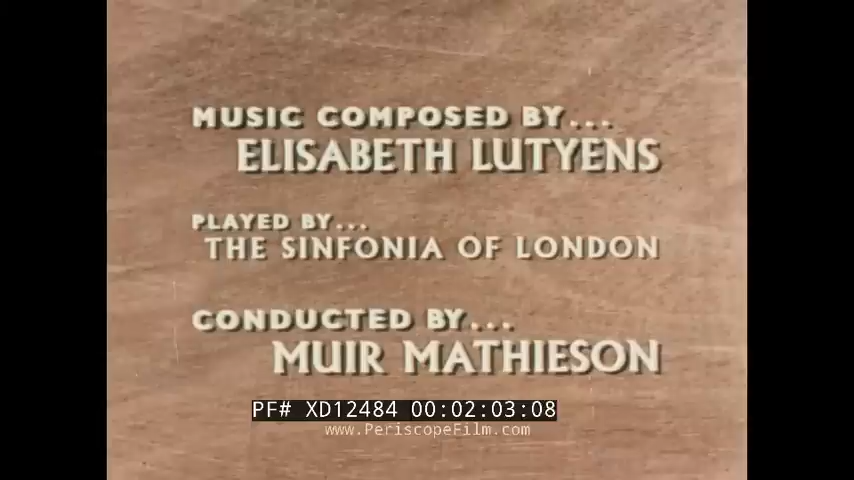 MUSIC COMPOSED BY...
ELISABETH LUTYENS
PLAYED BY...
THE SINFONIA OF LONDON
CONDUCTED BY...
MUIR MATHIESON
PF# XD12484 00:02:03:08
www.PeriscopeFilm.com